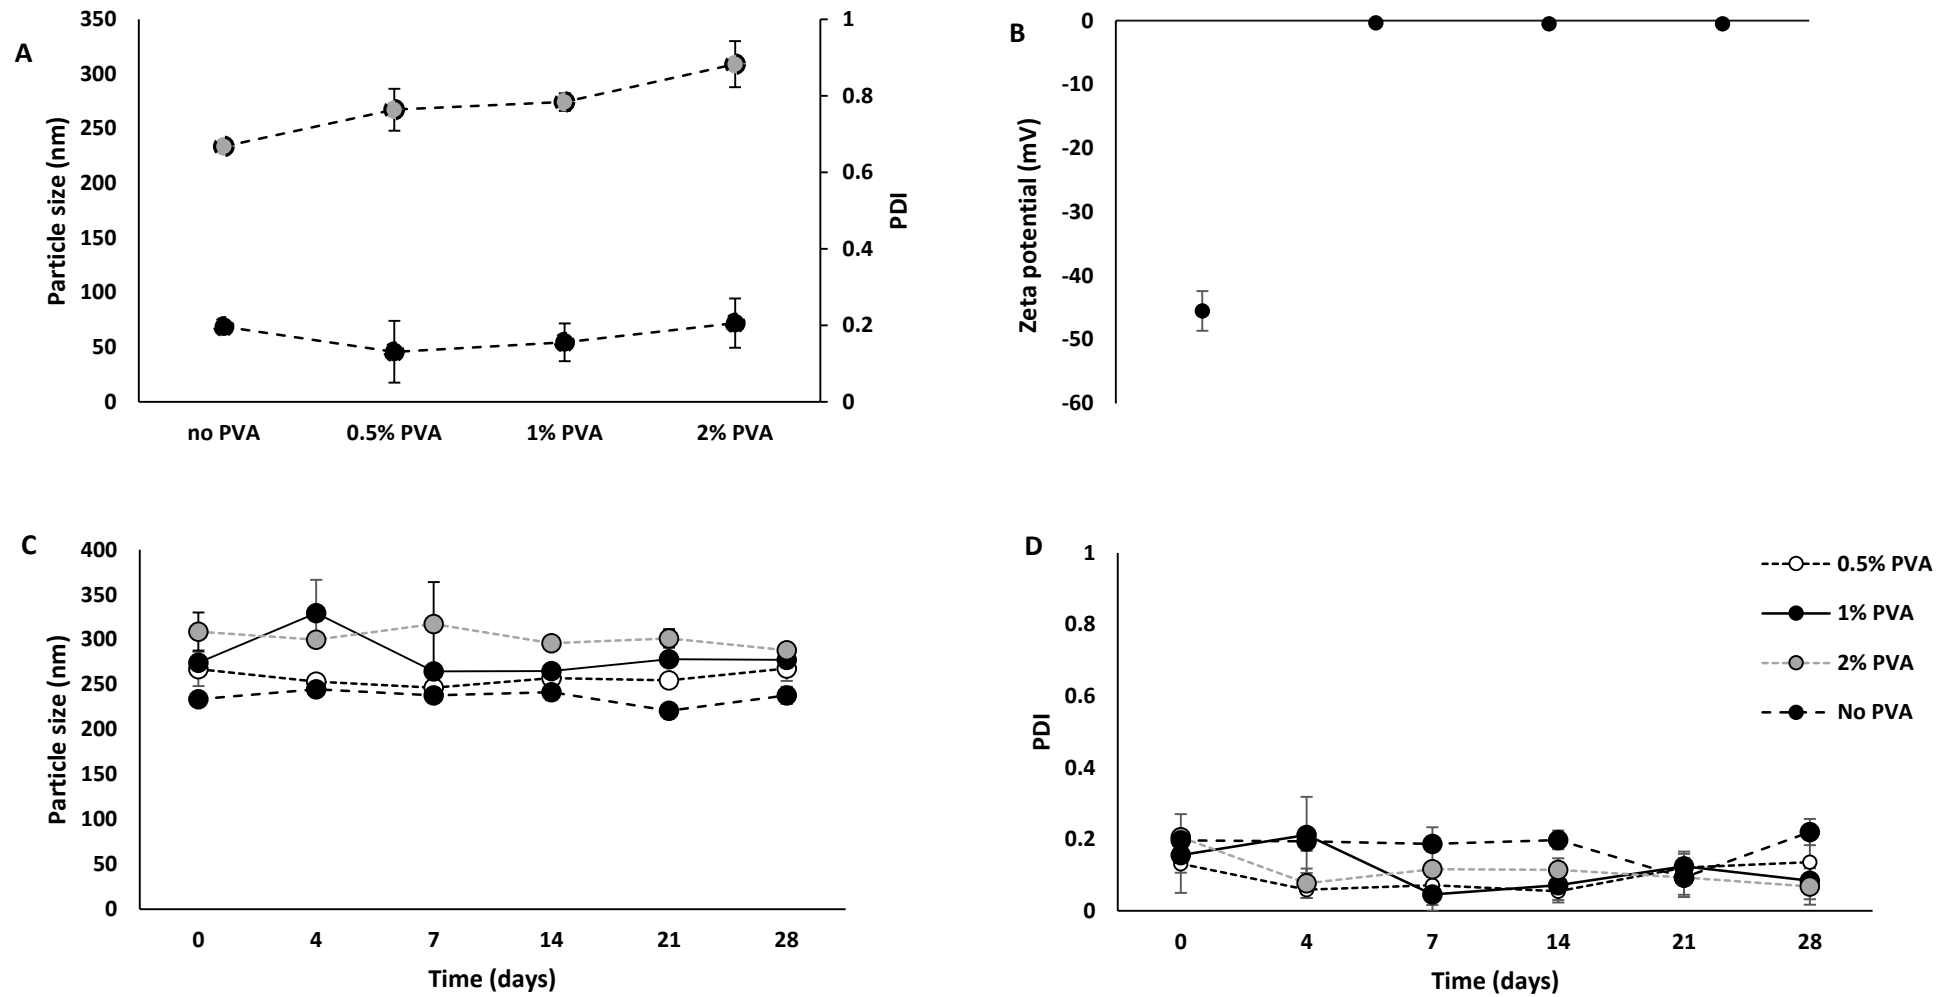 A
350
300
250
200
150
100
50
0
Particle size (nm)
1
0.8
0.6
0.4
0.2
0
PDI
no PVA 0.5% PVA 1% PVA 2% PVA
B
0
-10
-20
-30
-40
-50
-60
Zeta potential (mV)
C
400
350
300
250
200
150
100
50
0
Particle size (nm)
0 4 7 14 21 28
Time (days)
D
1
0.8
0.6
0.4
0.2
0
PDI
0 4 7 14 21 28
Time (days)
0.5% PVA
1% PVA
2% PVA
No PVA